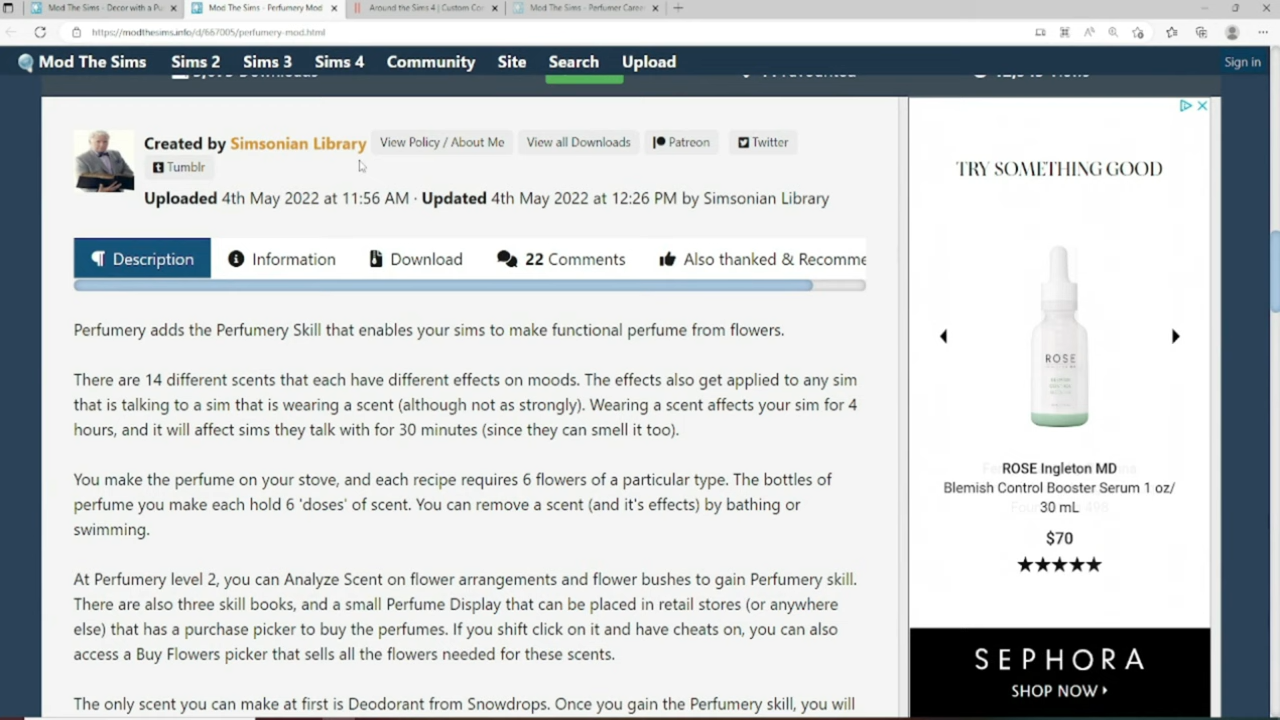 Mod The Sims - Decor with a Pu
Mod The Sims - Perfumery Mod
Around the Sims 4 | Custom Co
Mod The Sims - Perfumer Caree
https://modthesims.info/d/667005/perfumery-mod.html
Mod The Sims Sims 2 Sims 3 Sims 4 Community Site Search Upload Sign in
Created by Simsonian Library View Policy / About Me View all Downloads Patreon Twitter
Tumblr
Uploaded 4th May 2022 at 11:56 AM · Updated 4th May 2022 at 12:26 PM by Simsonian Library
Description Information Download 22 Comments Also thanked & Recomme
Perfumery adds the Perfumery Skill that enables your sims to make functional perfume from flowers.
There are 14 different scents that each have different effects on moods. The effects also get applied to any sim
that is talking to a sim that is wearing a scent (although not as strongly). Wearing a scent affects your sim for 4
hours, and it will affect sims they talk with for 30 minutes (since they can smell it too).
You make the perfume on your stove, and each recipe requires 6 flowers of a particular type. The bottles of
perfume you make each hold 6 'doses' of scent. You can remove a scent (and it's effects) by bathing or
swimming.
At Perfumery level 2, you can Analyze Scent on flower arrangements and flower bushes to gain Perfumery skill.
There are also three skill books, and a small Perfume Display that can be placed in retail stores (or anywhere
else) that has a purchase picker to buy the perfumes. If you shift click on it and have cheats on, you can also
access a Buy Flowers picker that sells all the flowers needed for these scents.
The only scent you can make at first is Deodorant from Snowdrops. Once you gain the Perfumery skill, you will
TRY SOMETHING GOOD
ROSE
ROSE Ingleton MD
Blemish Control Booster Serum 1 oz/
30 mL
$70
★★★★★
SEPHORA
SHOP NOW